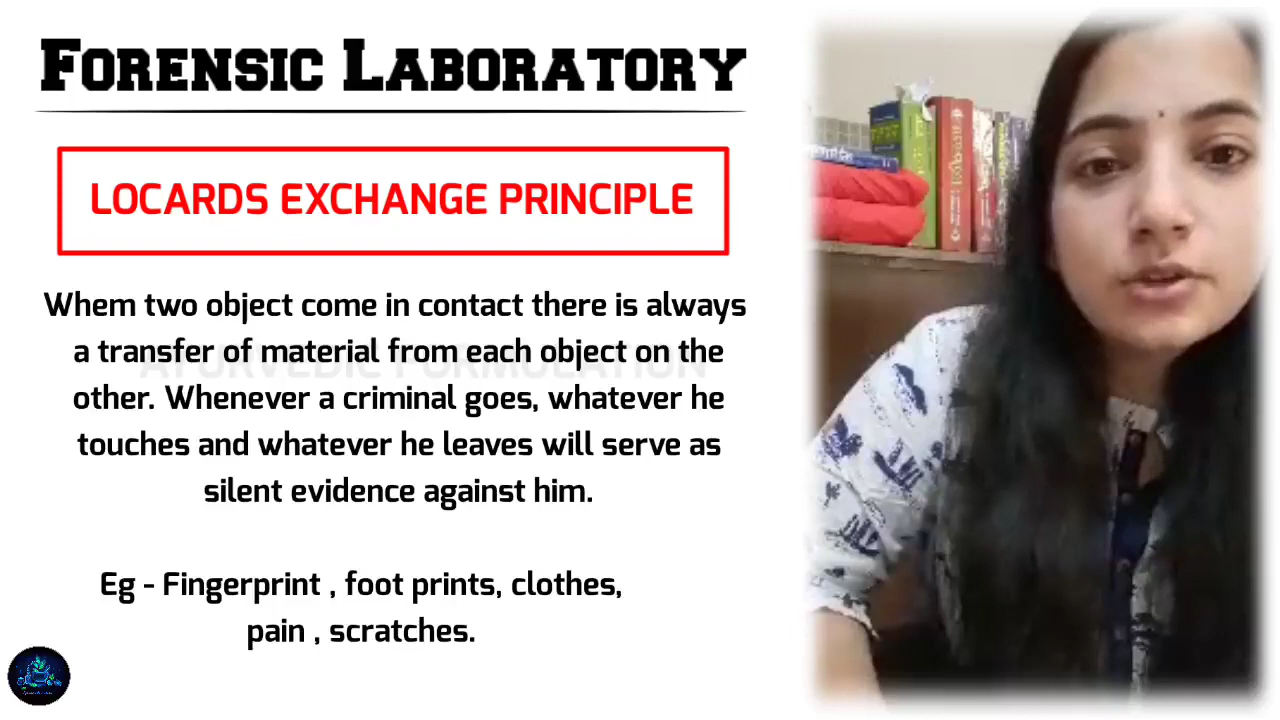 FORENSIC LABORATORY
LOCARDS EXCHANGE PRINCIPLE
Whem two object come in contact there is always
a transfer of material from each object on the
other. Whenever a criminal goes, whatever he
touches and whatever he leaves will serve as
silent evidence against him.
Eg - Fingerprint , foot prints, clothes,
pain , scratches.
AYURVEDIC FORMULATION